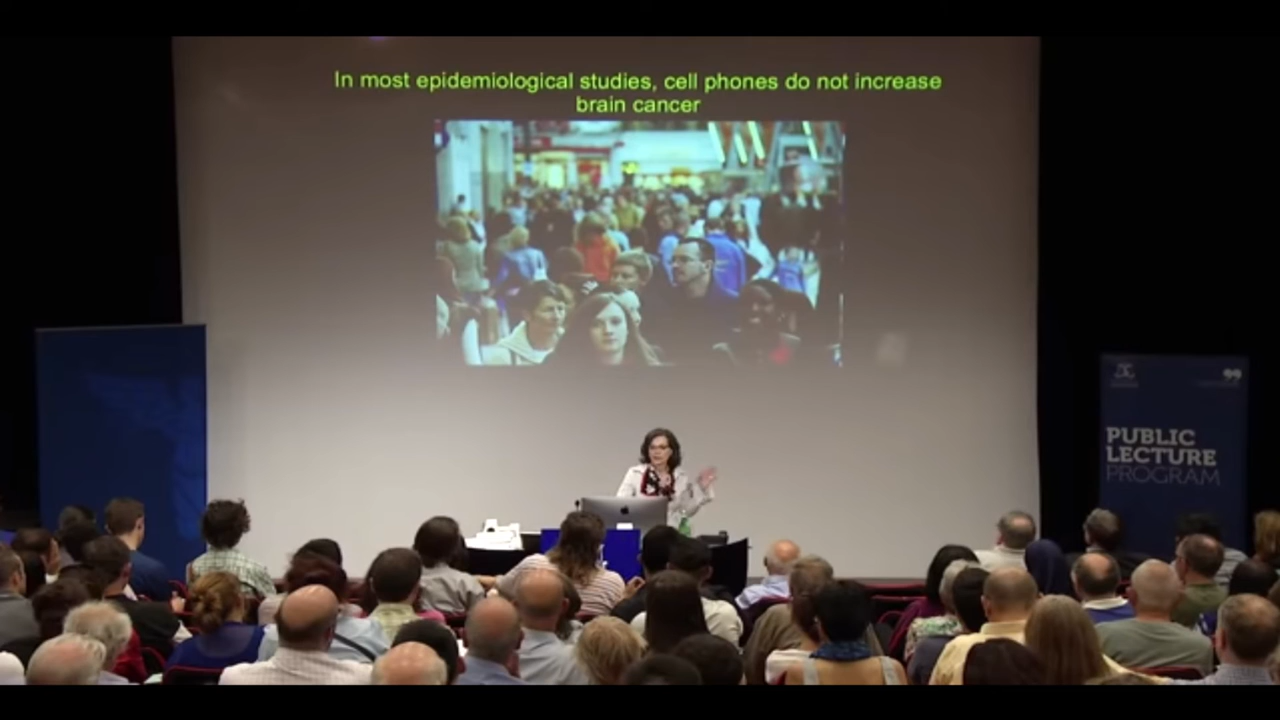 In most epidemiological studies, cell phones do not increase
brain cancer
PUBLIC
LECTURE
PROGRAM